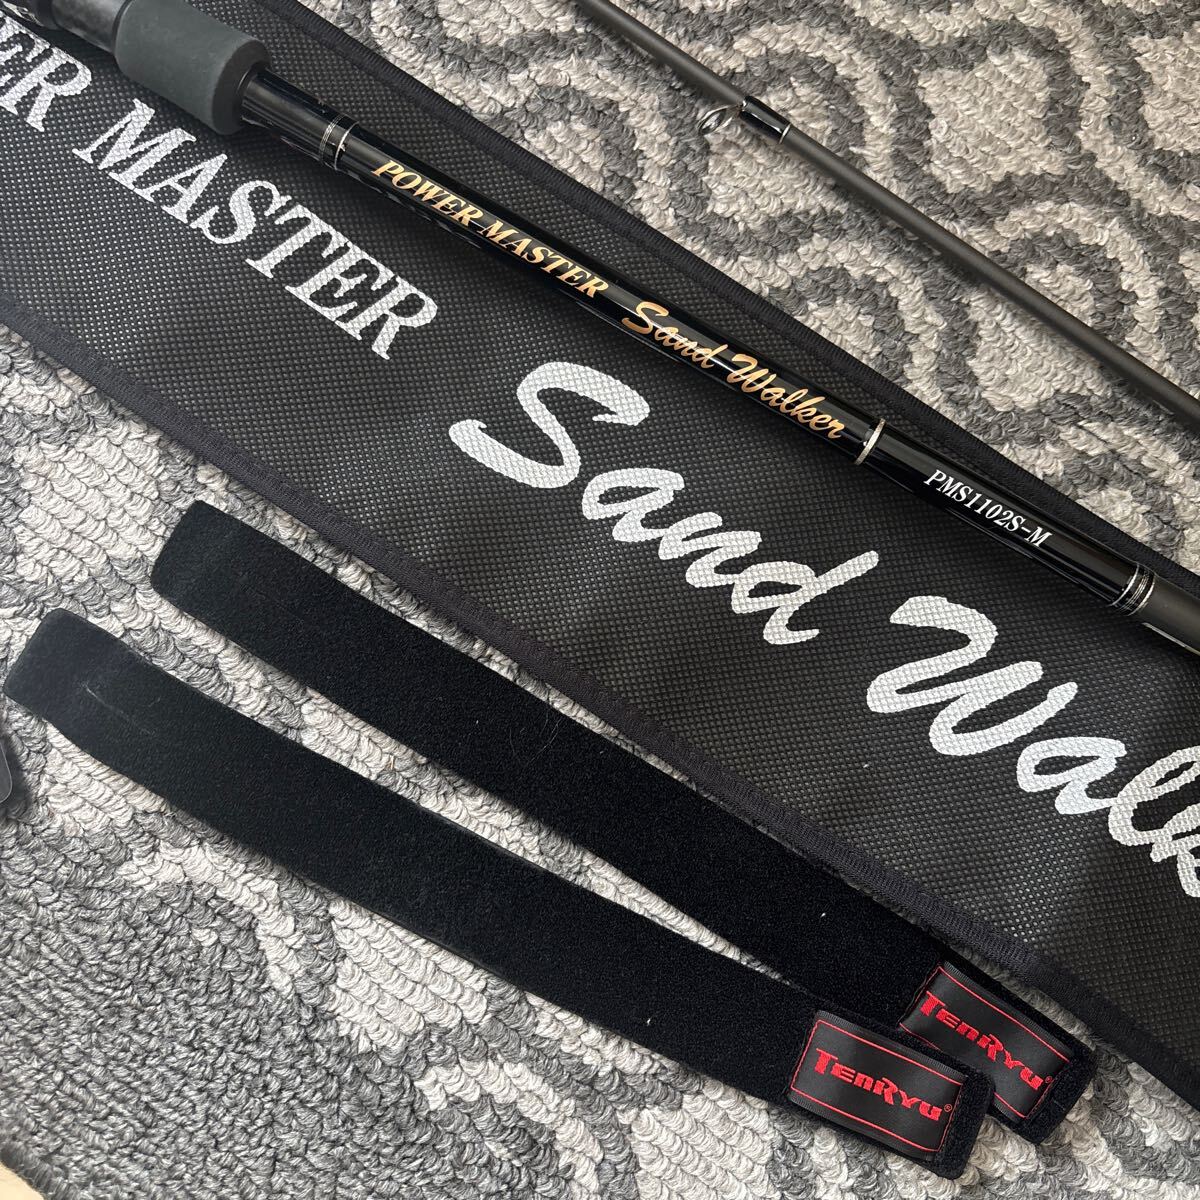 ER MASTER
Sand Walk
POWER MASTER Sand Walker
PMS1102S-M
TENRYU®
TENRYU®